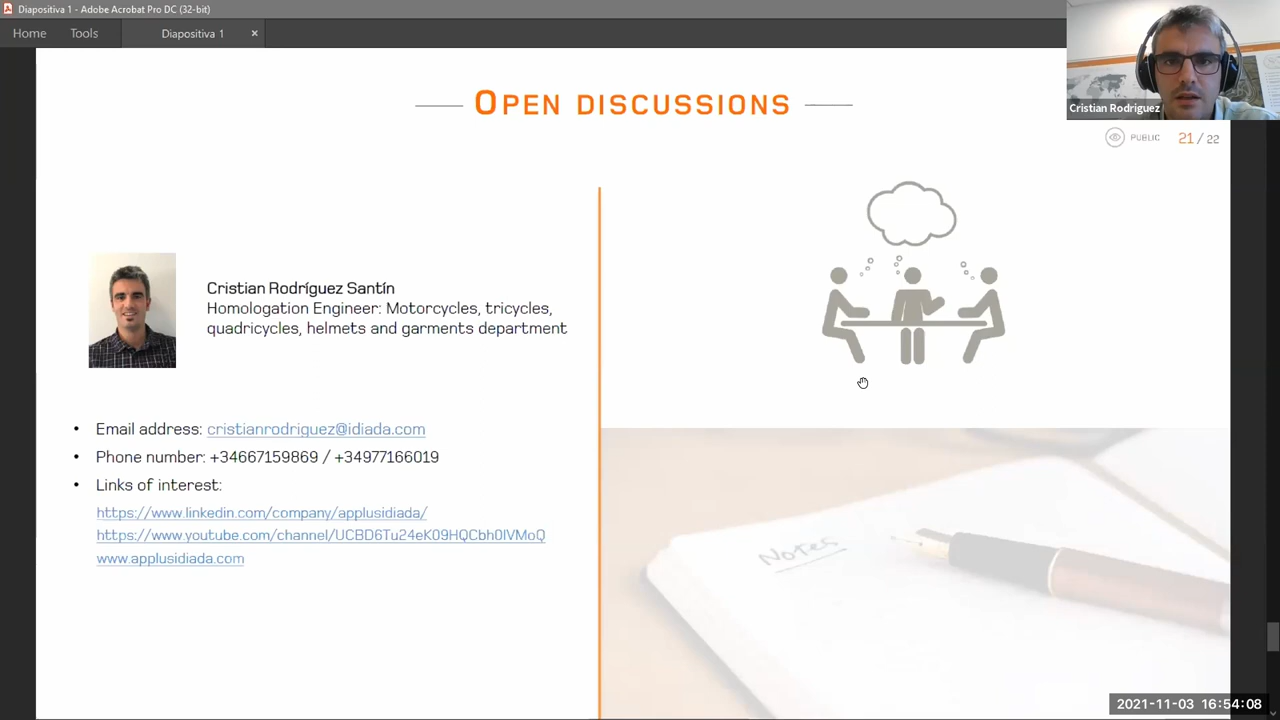 Diapositiva 1 - Adobe Acrobat Pro DC (32-bit)
Home
Tools
Diapositiva 1
×
Cristian Rodríguez
OPEN DISCUSSIONS
PUBLIC
21 / 22
Cristian Rodríguez Santín
Homologation Engineer: Motorcycles, tricycles,
quadricycles, helmets and garments department
• Email address: cristianrodriguez@idiada.com
• Phone number: +34667159869 / +34977166019
• Links of interest:
https://www.linkedin.com/company/applusidiada/
https://www.youtube.com/channel/UCBD6Tu24eK09HQCbh0lVMoQ
www.applusidiada.com
Notes
2021-11-03 16:54:08